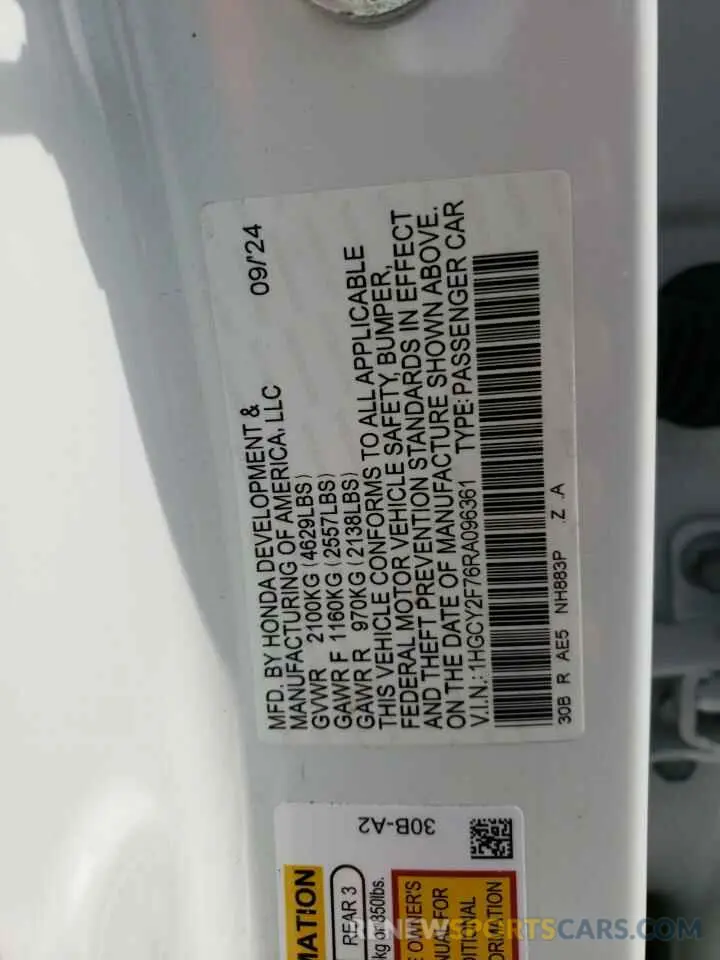 MFD. BY HONDA DEVELOPMENT &
MANUFACTURING OF AMERICA, LLC 09/'24
GVWR 2100KG (4629LBS)
GAWR F 1160KG (2557LBS)
GAWR R 970KG (2138LBS)
THIS VEHICLE CONFORMS TO ALL APPLICABLE
FEDERAL MOTOR VEHICLE SAFETY, BUMPER,
AND THEFT PREVENTION STANDARDS IN EFFECT
ON THE DATE OF MANUFACTURE SHOWN ABOVE.
V.I.N.: 1HGCY2F76RA096361 TYPE: PASSENGER CAR
30B R AE5 NH883P .Z .A
30B-A2
MATION
REAR 3
kg or 850lbs.
OWNER'S
FOR
RENEWSPORTSCARS.COM